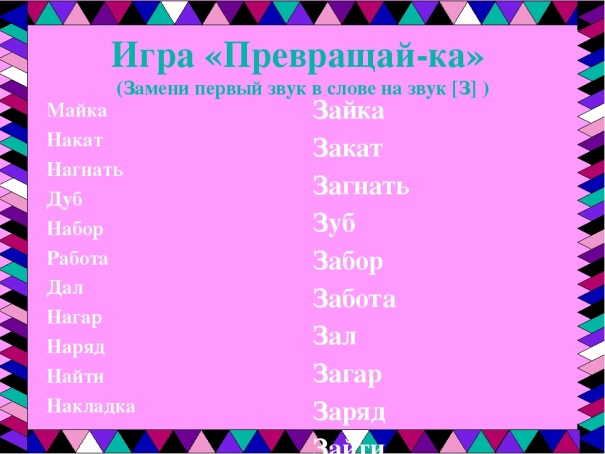 Игра «Превращай-ка»
(Замени первый звук в слове на звук [З] )
Майка
Накат
Нагнать
Дуб
Набор
Работа
Дал
Нагар
Наряд
Найти
Накладка
Зайка
Закат
Загнать
Зуб
Забор
Забота
Зал
Загар
Заряд
Зайти